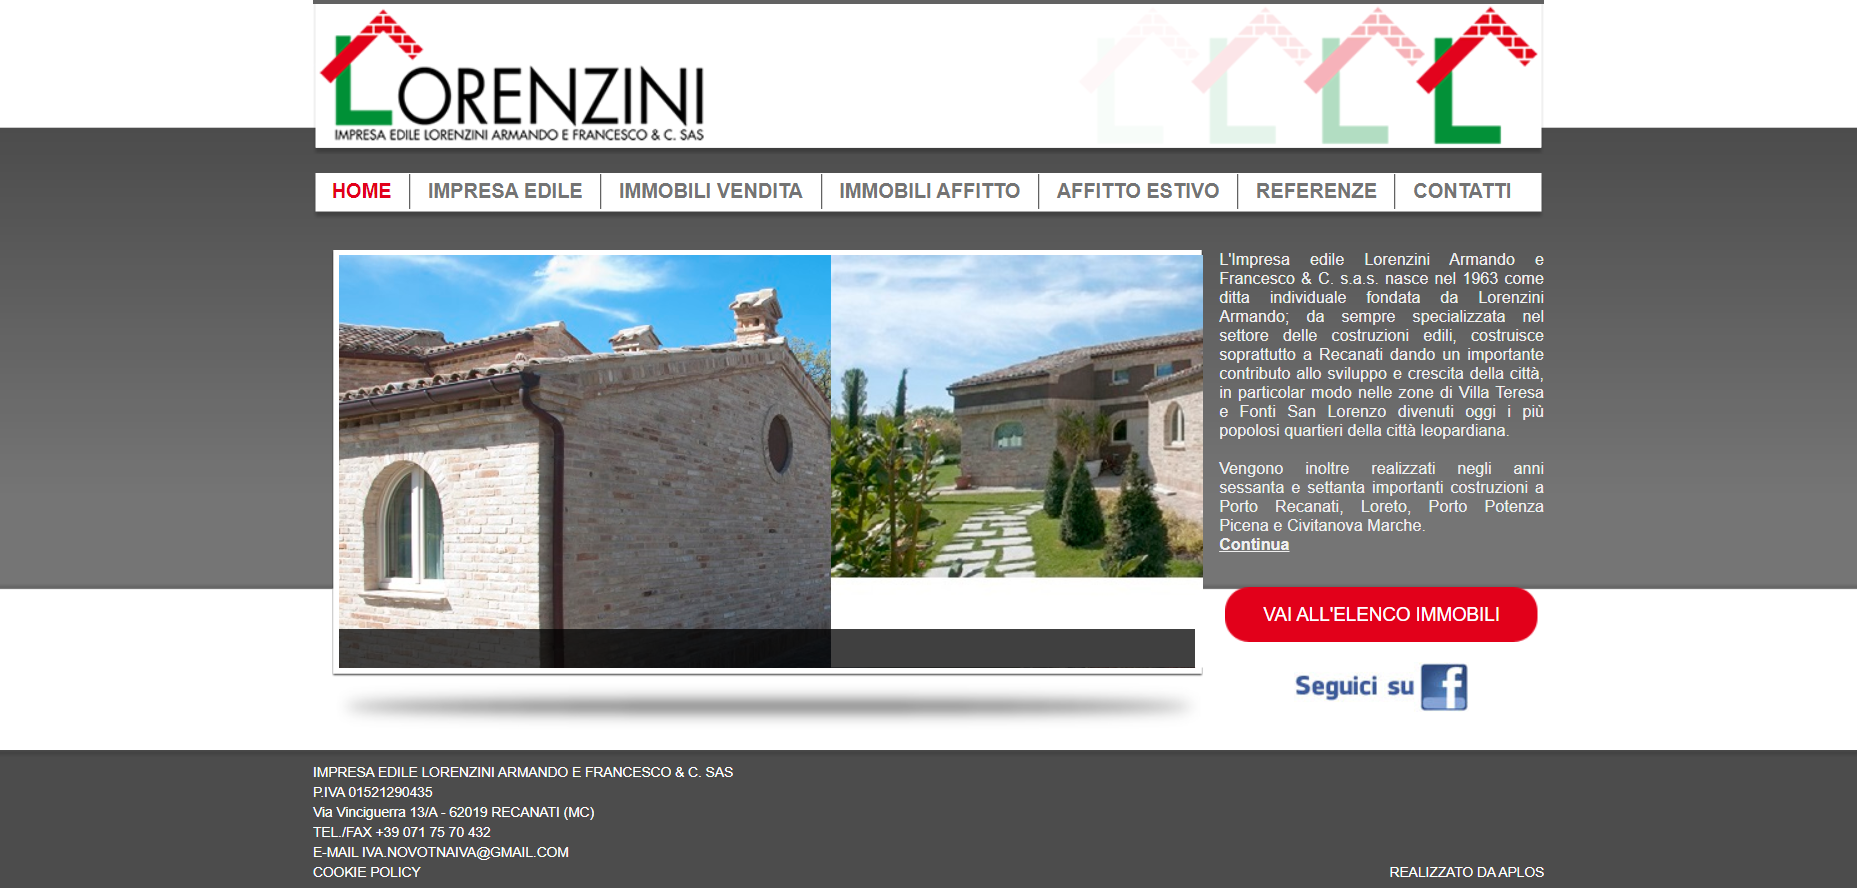 LORENZINI
IMPRESA EDILE LORENZINI ARMANDO E FRANCESCO & C. SAS
HOME
IMPRESA EDILE
IMMOBILI VENDITA
IMMOBILI AFFITTO
AFFITTO ESTIVO
REFERENZE
CONTATTI
L'Impresa edile Lorenzini Armando e
Francesco & C. s.a.s. nasce nel 1963 come
ditta individuale fondata da Lorenzini
Armando; da sempre specializzata nel
settore delle costruzioni edili, costruisce
soprattutto a Recanati dando un importante
contributo allo sviluppo e crescita della città,
in particolar modo nelle zone di Villa Teresa
e Fonti San Lorenzo divenuti oggi i più
popolosi quartieri della città leopardiana.
Vengono inoltre realizzati negli anni
sessanta e settanta importanti costruzioni a
Porto Recanati, Loreto, Porto Potenza
Picena e Civitanova Marche.
Continua
VAI ALL'ELENCO IMMOBILI
Seguici su f
IMPRESA EDILE LORENZINI ARMANDO E FRANCESCO & C. SAS
P.IVA 01521290435
Via Vinciguerra 13/A - 62019 RECANATI (MC)
TEL./FAX +39 071 75 70 432
E-MAIL IVA.NOVOTNAIVA@GMAIL.COM
COOKIE POLICY
REALIZZATO DA APLOS